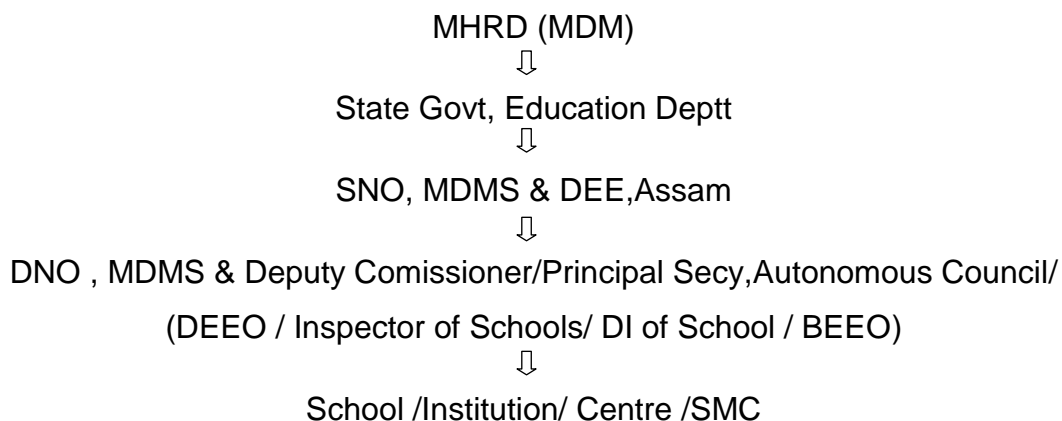 MHRD (MDM)
⇩
State Govt, Education Deptt
⇩
SNO, MDMS & DEE,Assam
⇩
DNO , MDMS & Deputy Comissioner/Principal Secy,Autonomous Council/
(DEEO / Inspector of Schools/ DI of School / BEEO)
⇩
School /Institution/ Centre /SMC